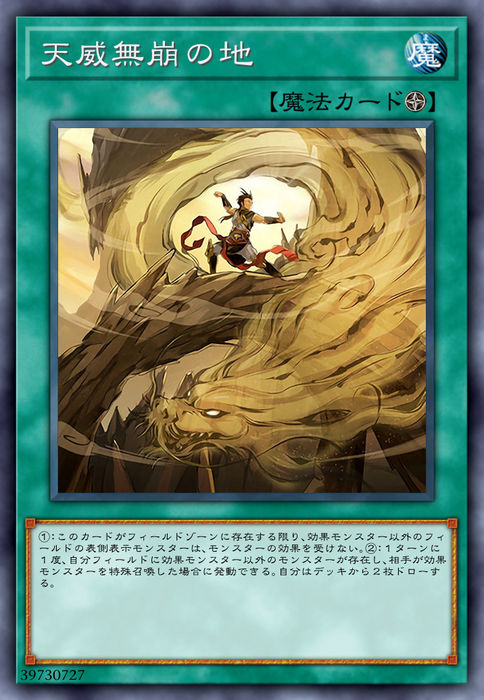 天威無崩の地
魔
【魔法カード】
①:このカードがフィールドゾーンに存在する限り、効果モンスター以外のフィ
ールドの表側表示モンスターは、モンスターの効果を受けない。②:１ターンに
１度、自分フィールドに効果モンスター以外のモンスターが存在し、相手が効果
モンスターを特殊召喚した場合に発動できる。自分はデッキから２枚ドローす
る。
39730727